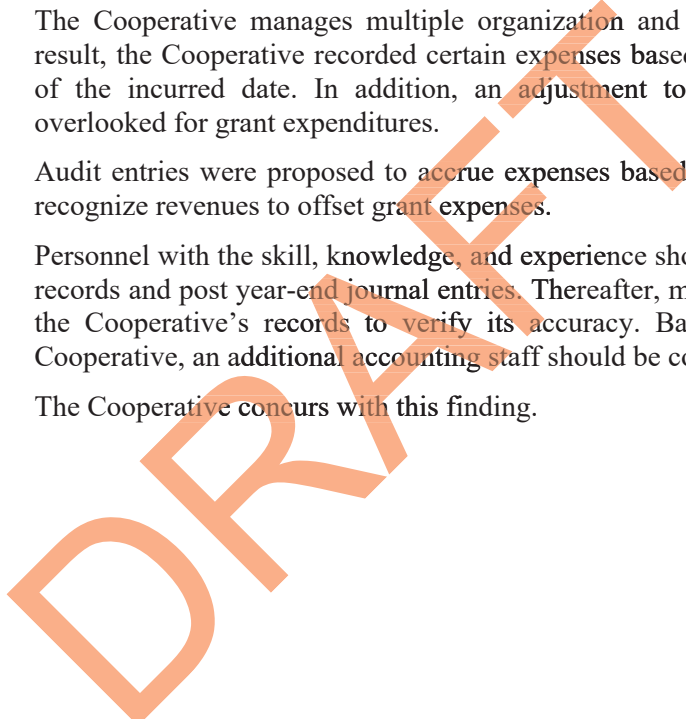 The Cooperative manages multiple organization and
result, the Cooperative recorded certain expenses based
of the incurred date. In addition, an adjustment to
overlooked for grant expenditures.
Audit entries were proposed to accrue expenses based
recognize revenues to offset grant expenses.
Personnel with the skill, knowledge, and experience sho
records and post year-end journal entries. Thereafter, m
the Cooperative’s records to verify its accuracy. Ba
Cooperative, an additional accounting staff should be co
The Cooperative concurs with this finding.
DRAFT